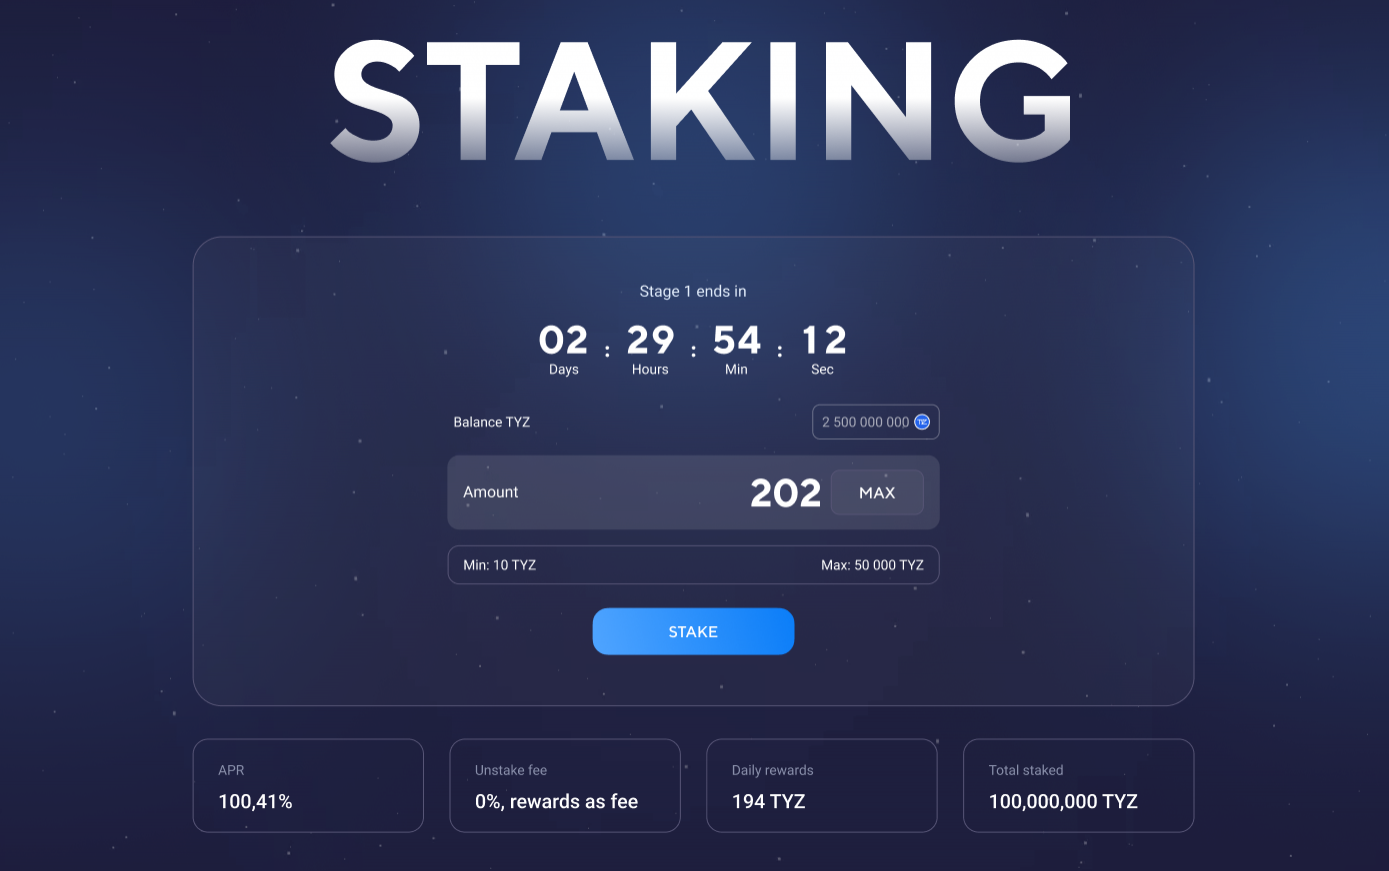 STAKING
Stage 1 ends in
02 : 29 : 54 : 12
Days Hours Min Sec
Balance TYZ 2 500 000 000 TYZ
Amount 202 MAX
Min: 10 TYZ Max: 50 000 TYZ
STAKE
APR Unstake fee Daily rewards Total staked
100,41% 0%, rewards as fee 194 TYZ 100,000,000 TYZ